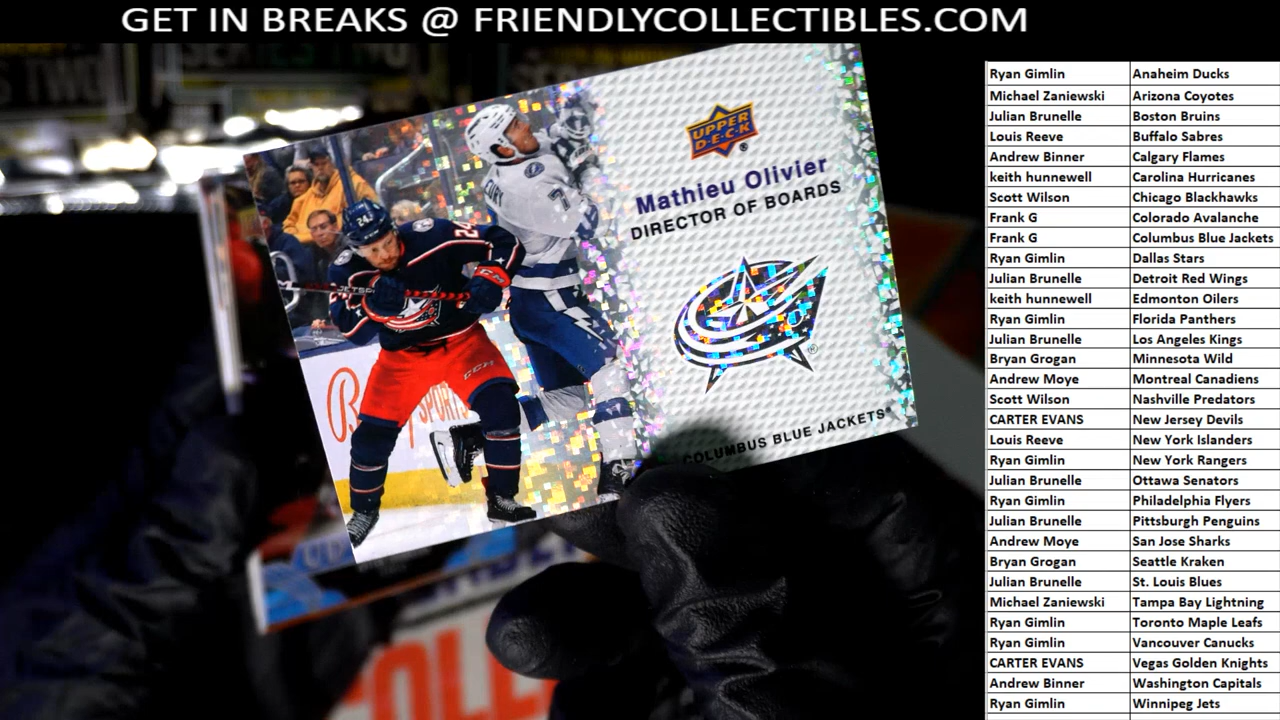 GET IN BREAKS @ FRIENDLYCOLLECTIBLES.COM
UPPER
D·E·C·K
®
Mathieu Olivier
DIRECTOR OF BOARDS
®
COLUMBUS BLUE JACKETS®
24
24
7
CCM
CCM
JETSPEED
SPORTS
Ryan Gimlin Anaheim Ducks
Michael Zaniewski Arizona Coyotes
Julian Brunelle Boston Bruins
Louis Reeve Buffalo Sabres
Andrew Binner Calgary Flames
keith hunnewell Carolina Hurricanes
Scott Wilson Chicago Blackhawks
Frank G Colorado Avalanche
Frank G Columbus Blue Jackets
Ryan Gimlin Dallas Stars
Julian Brunelle Detroit Red Wings
keith hunnewell Edmonton Oilers
Ryan Gimlin Florida Panthers
Julian Brunelle Los Angeles Kings
Bryan Grogan Minnesota Wild
Andrew Moye Montreal Canadiens
Scott Wilson Nashville Predators
CARTER EVANS New Jersey Devils
Louis Reeve New York Islanders
Ryan Gimlin New York Rangers
Julian Brunelle Ottawa Senators
Ryan Gimlin Philadelphia Flyers
Julian Brunelle Pittsburgh Penguins
Andrew Moye San Jose Sharks
Bryan Grogan Seattle Kraken
Julian Brunelle St. Louis Blues
Michael Zaniewski Tampa Bay Lightning
Ryan Gimlin Toronto Maple Leafs
Ryan Gimlin Vancouver Canucks
CARTER EVANS Vegas Golden Knights
Andrew Binner Washington Capitals
Ryan Gimlin Winnipeg Jets